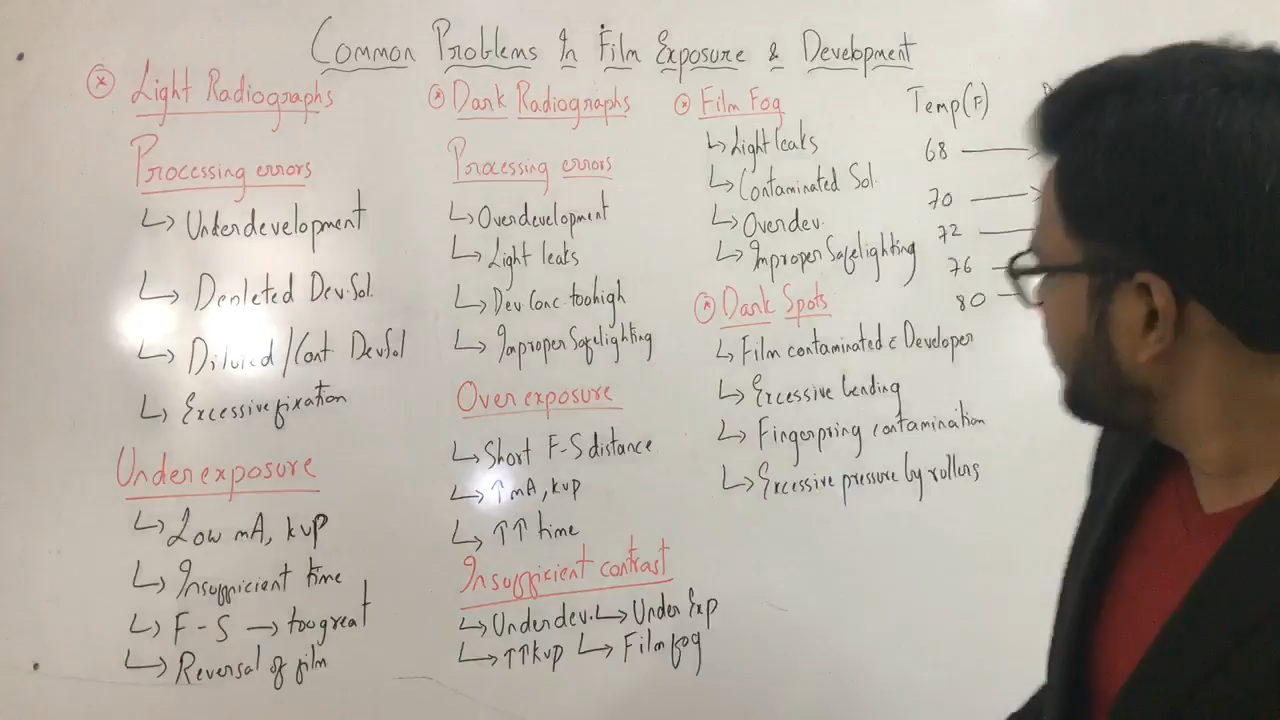 Common Problems In Film Exposure & Development
Light Radiographs
Processing errors
↳ Underdevelopment
↳ Depleted Dev.Sol.
↳ Diluted/Cont DevSol
↳ Excessive fixation
Underexposure
↳ Low mA, kvp
↳ Insufficient time
↳ F-S → too great
↳ Reversal of film
Dark Radiographs
Processing errors
↳ Overdevelopment
↳ Light leaks
↳ Dev Conc. too high
↳ Improper Safelighting
Overexposure
↳ Short F-S distance
↳ ↑mA, kvp
↳ ↑↑ time
Insufficient contrast
↳ Underdev. ↳ Under Exp
↳ ↑↑kvp ↳ Film fog
Film Fog
↳ Light leaks
↳ Contaminated Sol.
↳ Overdev.
↳ Improper Safelighting
Dark Spots
↳ Film contaminated c Developer
↳ Excessive bending
↳ Fingerpring contamination
↳ Excessive pressure by rollers
Temp(F)
68 →
70 →
72
76
80